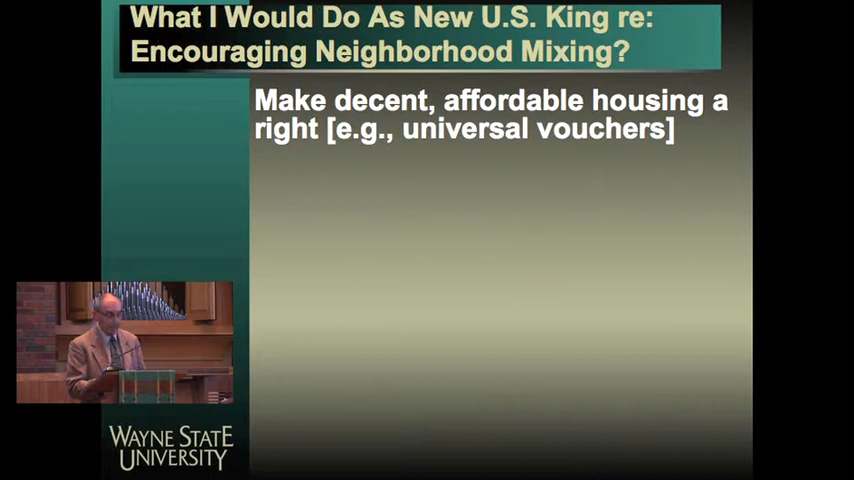 What I Would Do As New U.S. King re:
Encouraging Neighborhood Mixing?
Make decent, affordable housing a
right [e.g., universal vouchers]
WAYNE STATE
UNIVERSITY